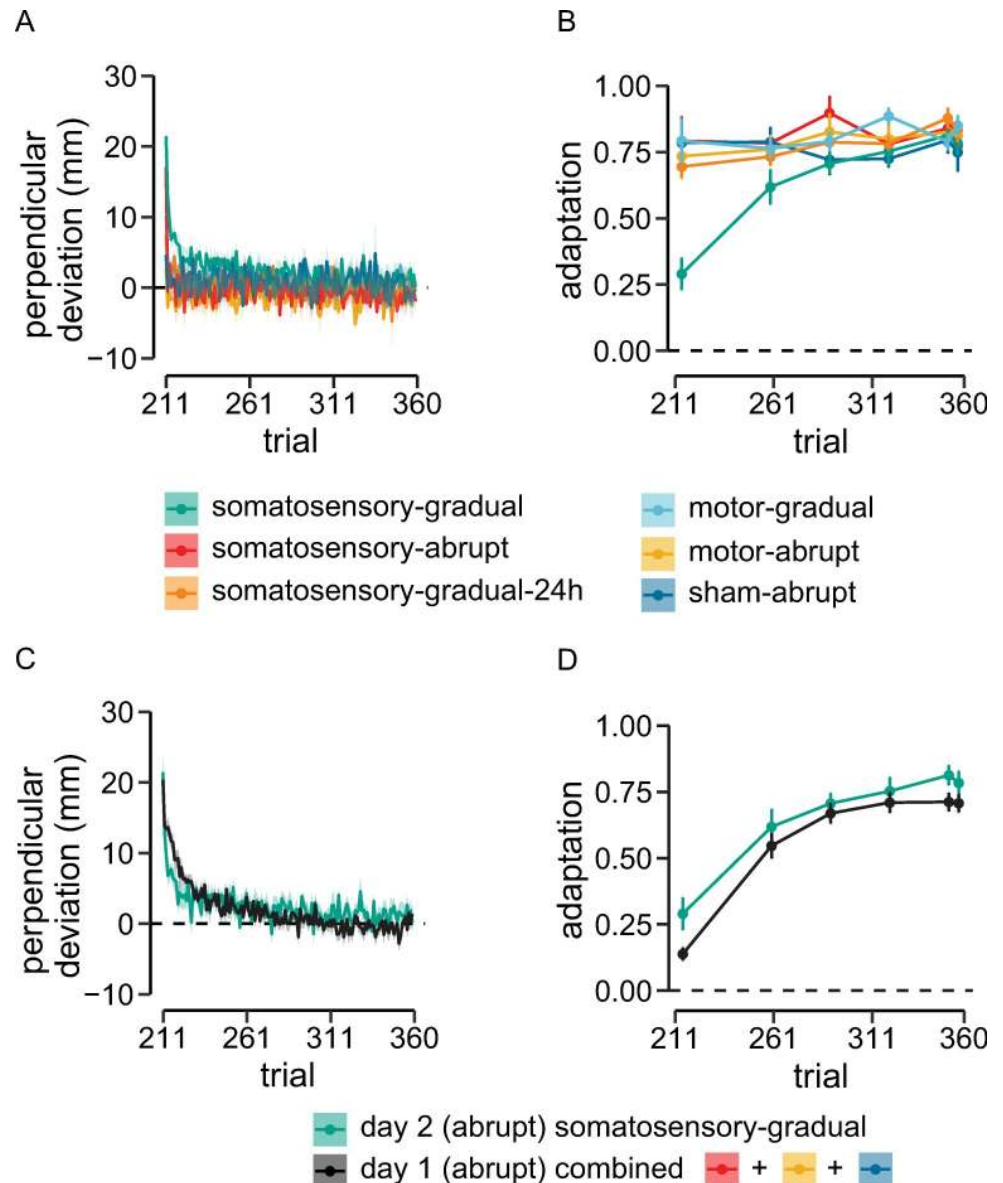 A
perpendicular
deviation (mm)
30
20
10
0
−10
211 261 311 360
trial
B
adaptation
1.00
0.75
0.50
0.25
0.00
211 261 311 360
trial
somatosensory-gradual
somatosensory-abrupt
somatosensory-gradual-24h
motor-gradual
motor-abrupt
sham-abrupt
C
perpendicular
deviation (mm)
30
20
10
0
−10
211 261 311 360
trial
D
adaptation
1.00
0.75
0.50
0.25
0.00
211 261 311 360
trial
day 2 (abrupt) somatosensory-gradual
day 1 (abrupt) combined + +